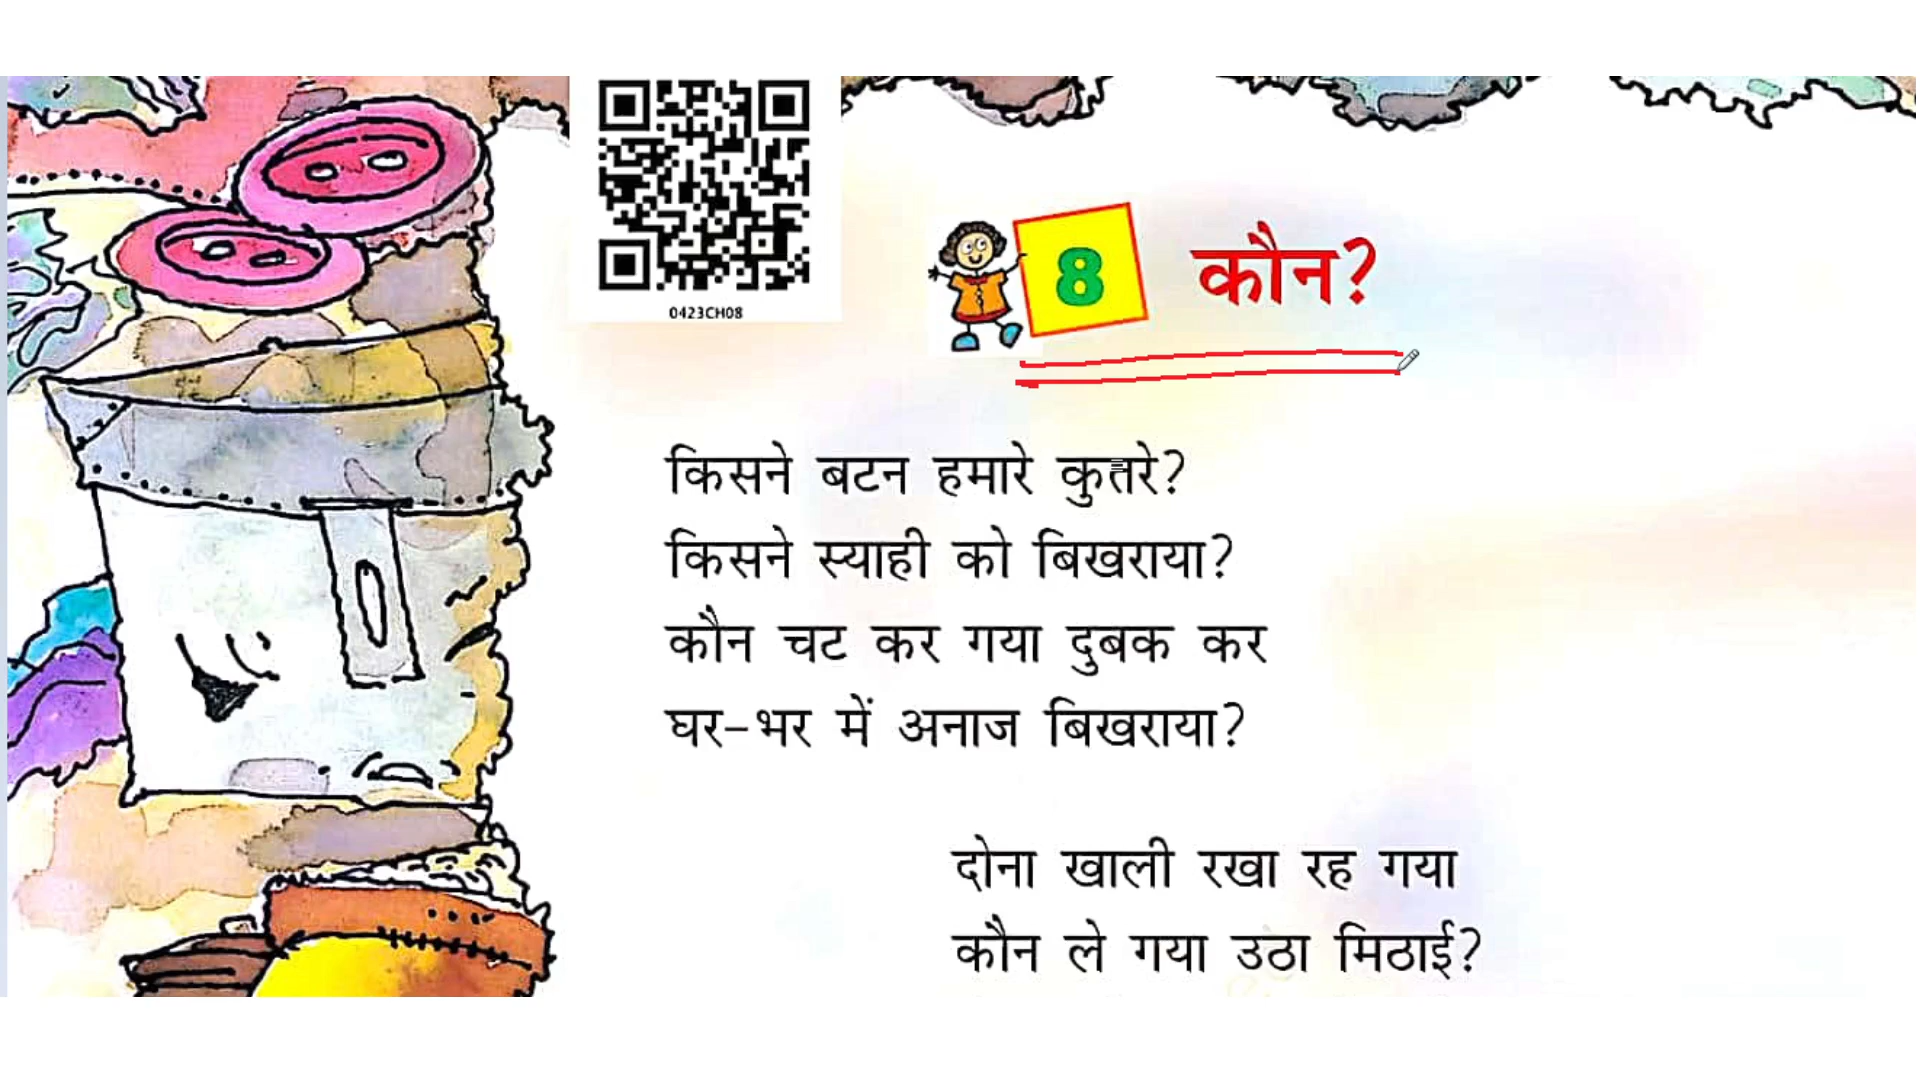 0423CH08
8 कौन?
किसने बटन हमारे कुतरे?
किसने स्याही को बिखराया?
कौन चट कर गया दुबक कर
घर-भर में अनाज बिखराया?
दोना खाली रखा रह गया
कौन ले गया उठा मिठाई?